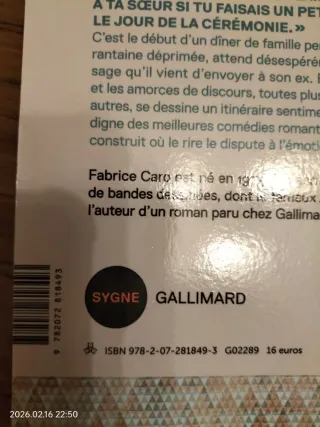 À TA SŒUR SI TU FAISAIS UN PET
LE JOUR DE LA CÉRÉMONIE.»
C'est le début d'un dîner de famille pe
rantaine déprimée, attend désespéré
sage qu'il vient d'envoyer à son ex.
et les amorces de discours, toutes plus
autres, se dessine un itinéraire sentime
digne des meilleures comédies romant
construit où le rire le dispute à l'émoti
Fabrice Caro est né en
de bandes dessinées, dont le fameux
l'auteur d'un roman paru chez Gallima
SYGNE GALLIMARD
9 782072 818493
ISBN 978-2-07-281849-3 G02289 16 euros
2026.02.16 22:50